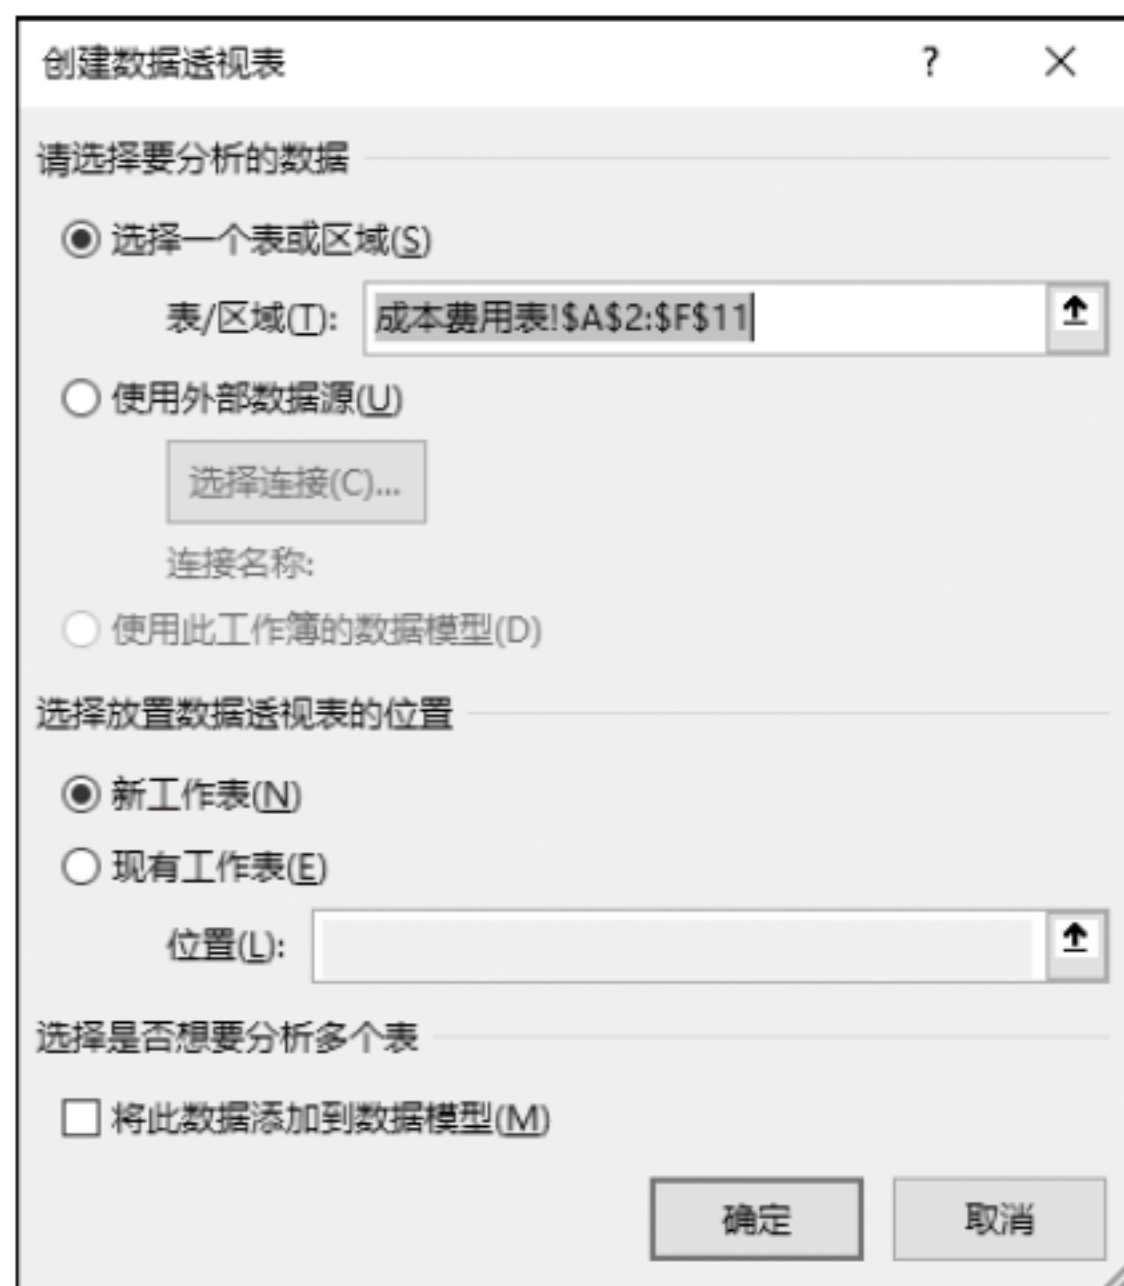 创建数据透视表 ?
请选择要分析的数据
选择一个表或区域(S)
表/区域(T): 成本费用表!$A$2:$F$11
使用外部数据源(U)
选择连接(C)...
连接名称:
使用此工作簿的数据模型(D)
选择放置数据透视表的位置
新工作表(N)
现有工作表(E)
位置(L):
选择是否想要分析多个表
将此数据添加到数据模型(M)
确定 取消